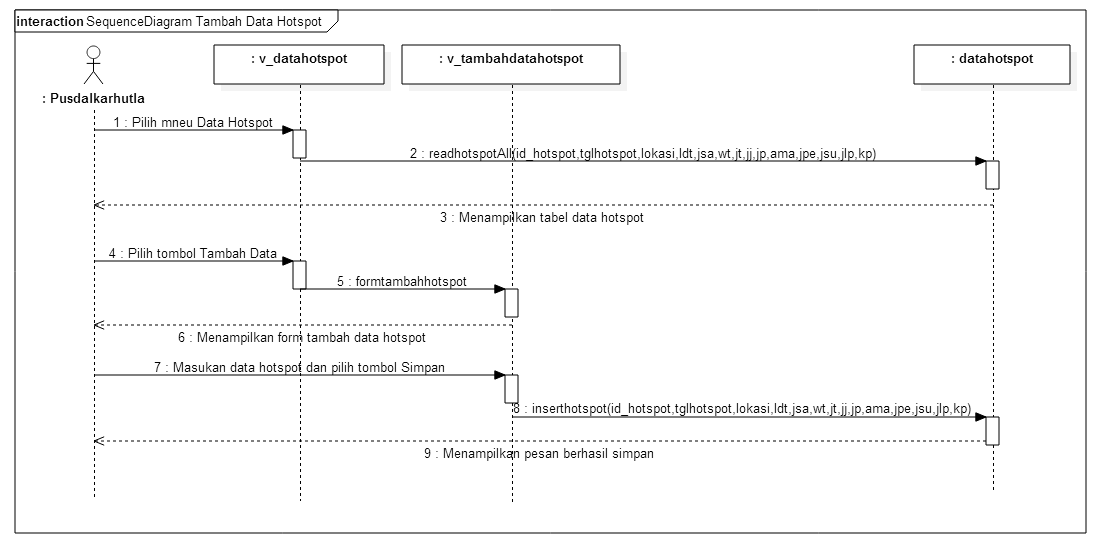 interaction SequenceDiagram Tambah Data Hotspot
: v_datahotspot
: v_tambahdatahotspot
: datahotspot
: Pusdalkarhutla
1 : Pilih mneu Data Hotspot
2 : readhotspotAll(id_hotspot,tglhotspot,lokasi,ldt,jsa,wt,jt,jj,jp,ama,jpe,jsu,jlp,kp)
3 : Menampilkan tabel data hotspot
4 : Pilih tombol Tambah Data
5 : formtambahhotspot
6 : Menampilkan form tambah data hotspot
7 : Masukan data hotspot dan pilih tombol Simpan
8 : inserthotspot(id_hotspot,tglhotspot,lokasi,ldt,jsa,wt,jt,jj,jp,ama,jpe,jsu,jlp,kp)
9 : Menampilkan pesan berhasil simpan